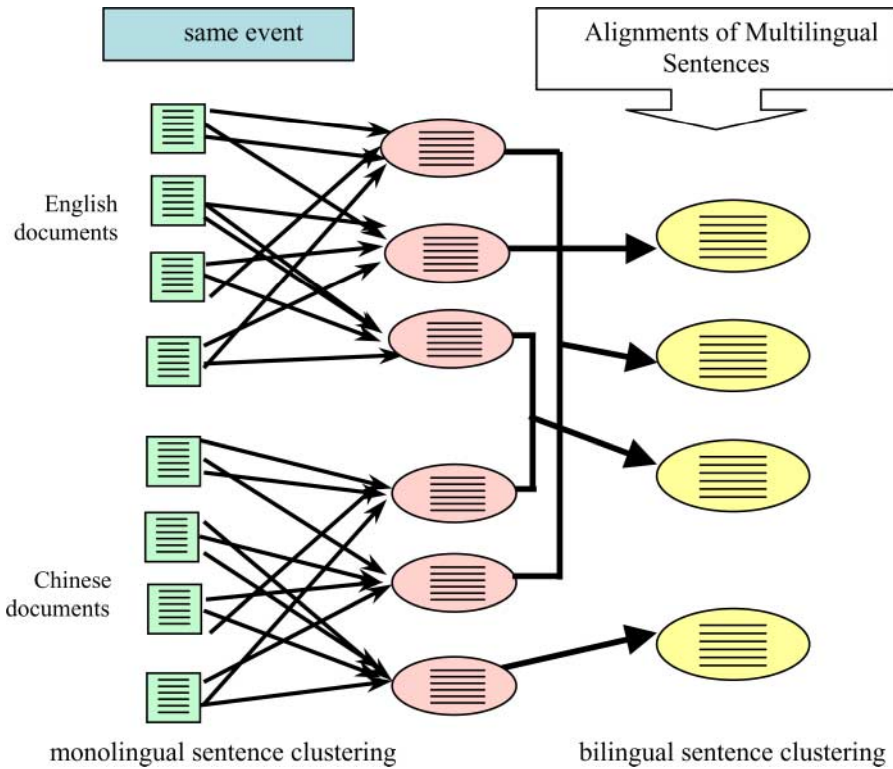 same event
Alignments of Multilingual
Sentences
English
documents
Chinese
documents
monolingual sentence clustering
bilingual sentence clustering